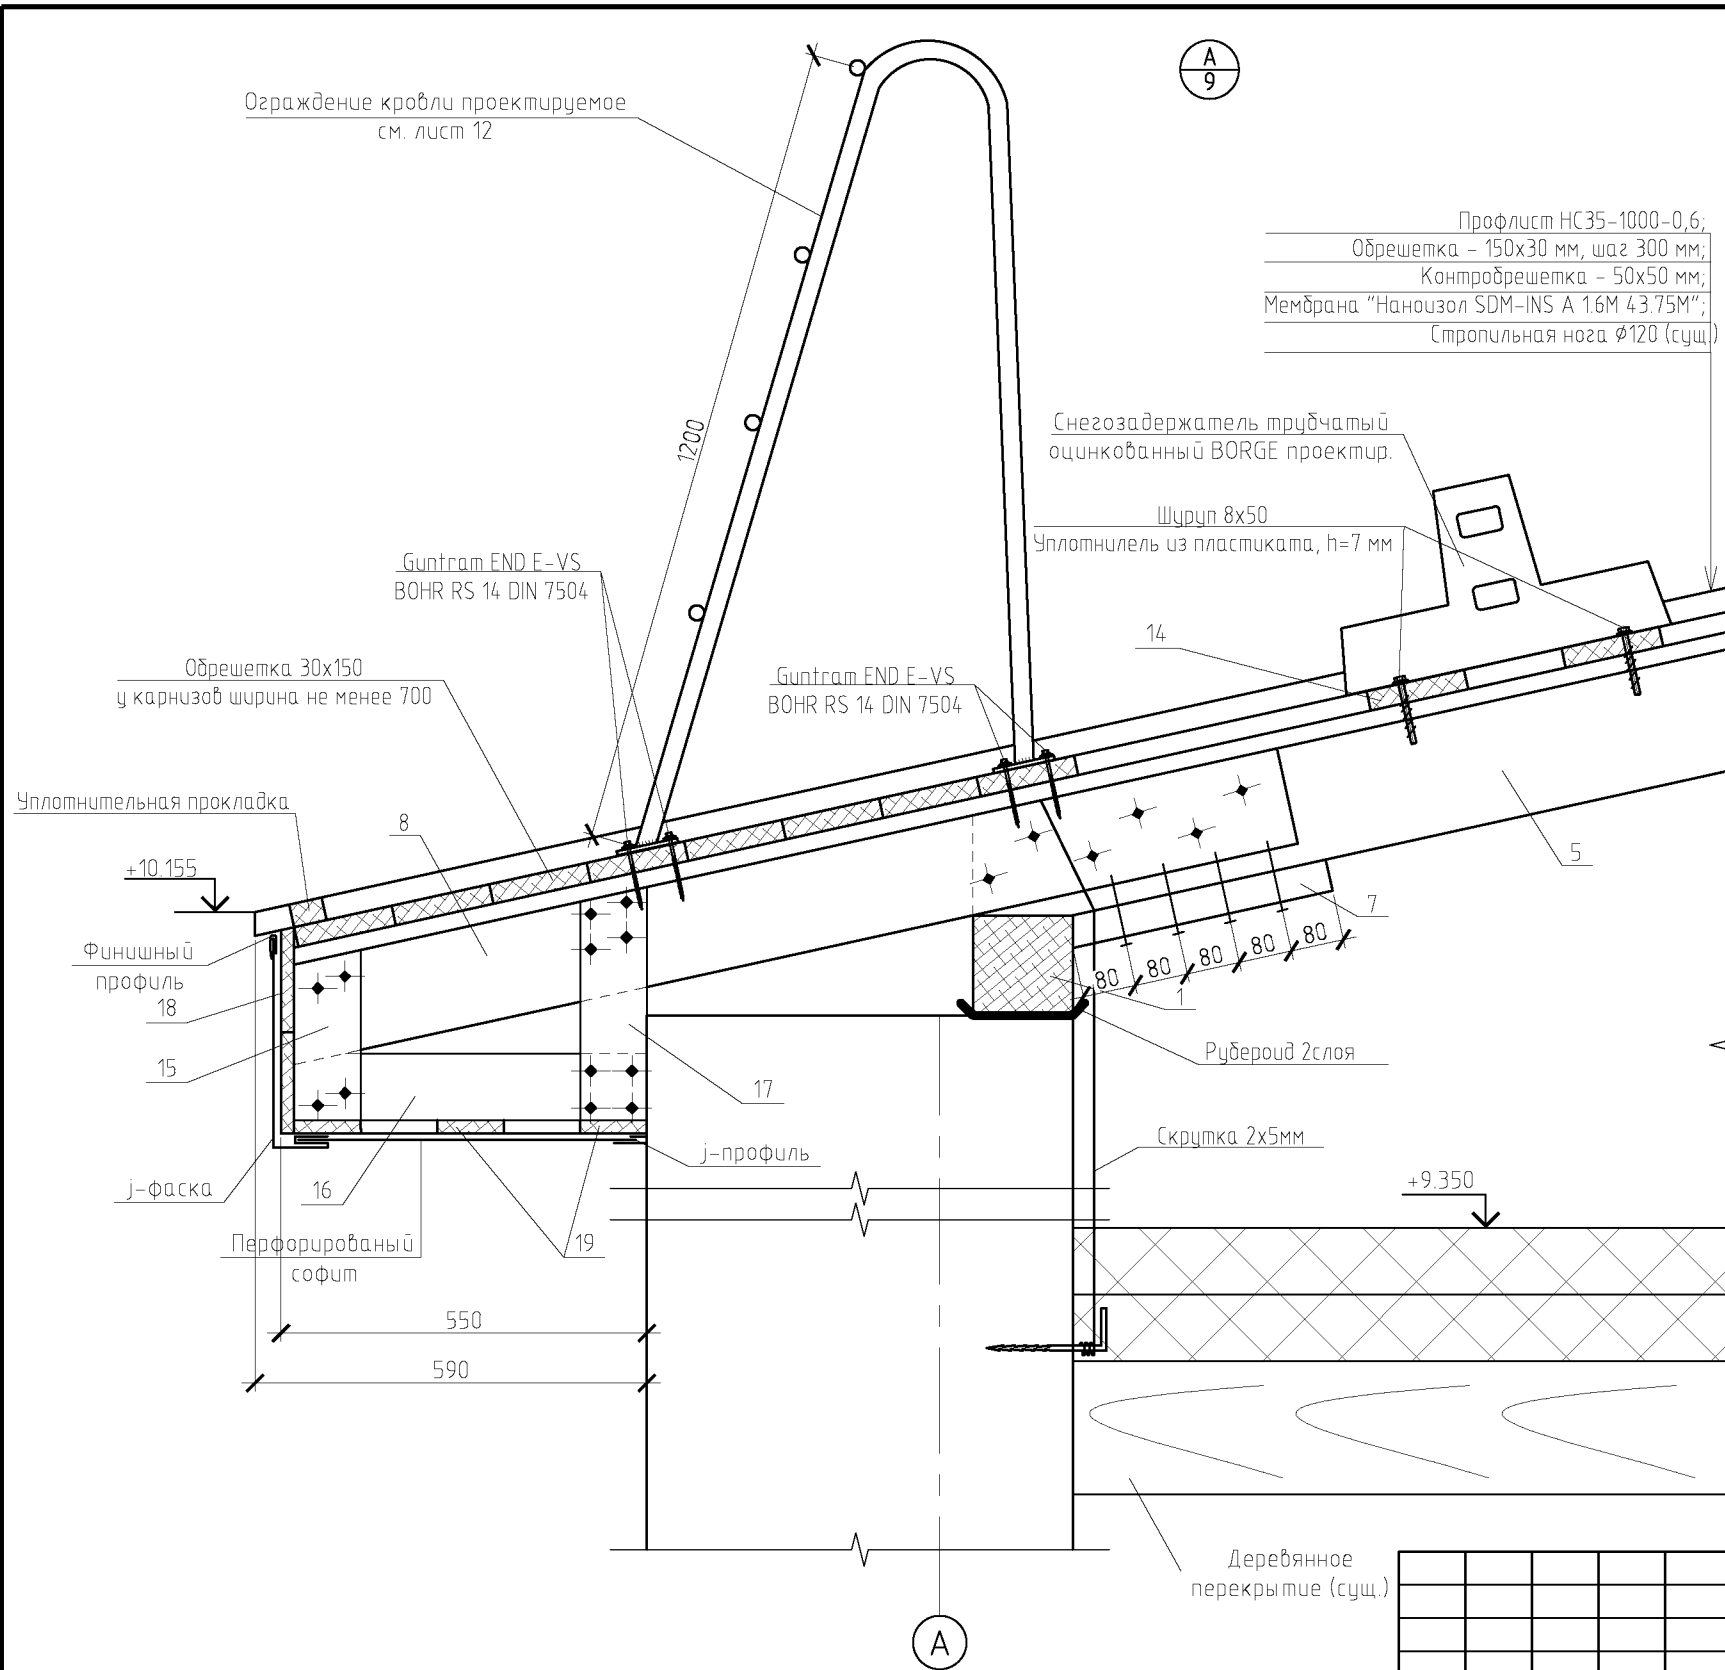 А
9
Ограждение кровли проектируемое
см. лист 12
Профлист НС35-1000-0,6;
Обрешетка - 150х30 мм, шаг 300 мм;
Контробрешетка - 50х50 мм;
Мембрана "Наноизол SDM-INS A 1.6М 43.75М";
Стропильная нога ϕ120 (сущ.)
1200
Снегозадержатель трубчатый
оцинкованный BORGE проектир.
Шуруп 8х50
Уплотнилель из пластиката, h=7 мм
Guntram END E-VS
BOHR RS 14 DIN 7504
14
Обрешетка 30х150
у карнизов ширина не менее 700
Guntram END E-VS
BOHR RS 14 DIN 7504
Уплотнительная прокладка
8
5
+10.155
7
Финишный
профиль
80
80
80
80
80
18
1
15
Рубероид 2слоя
17
Скрутка 2х5мм
j-профиль
j-фаска
16
+9.350
Перфорированый
софит
19
550
590
Деревянное
перекрытие (сущ.)
А